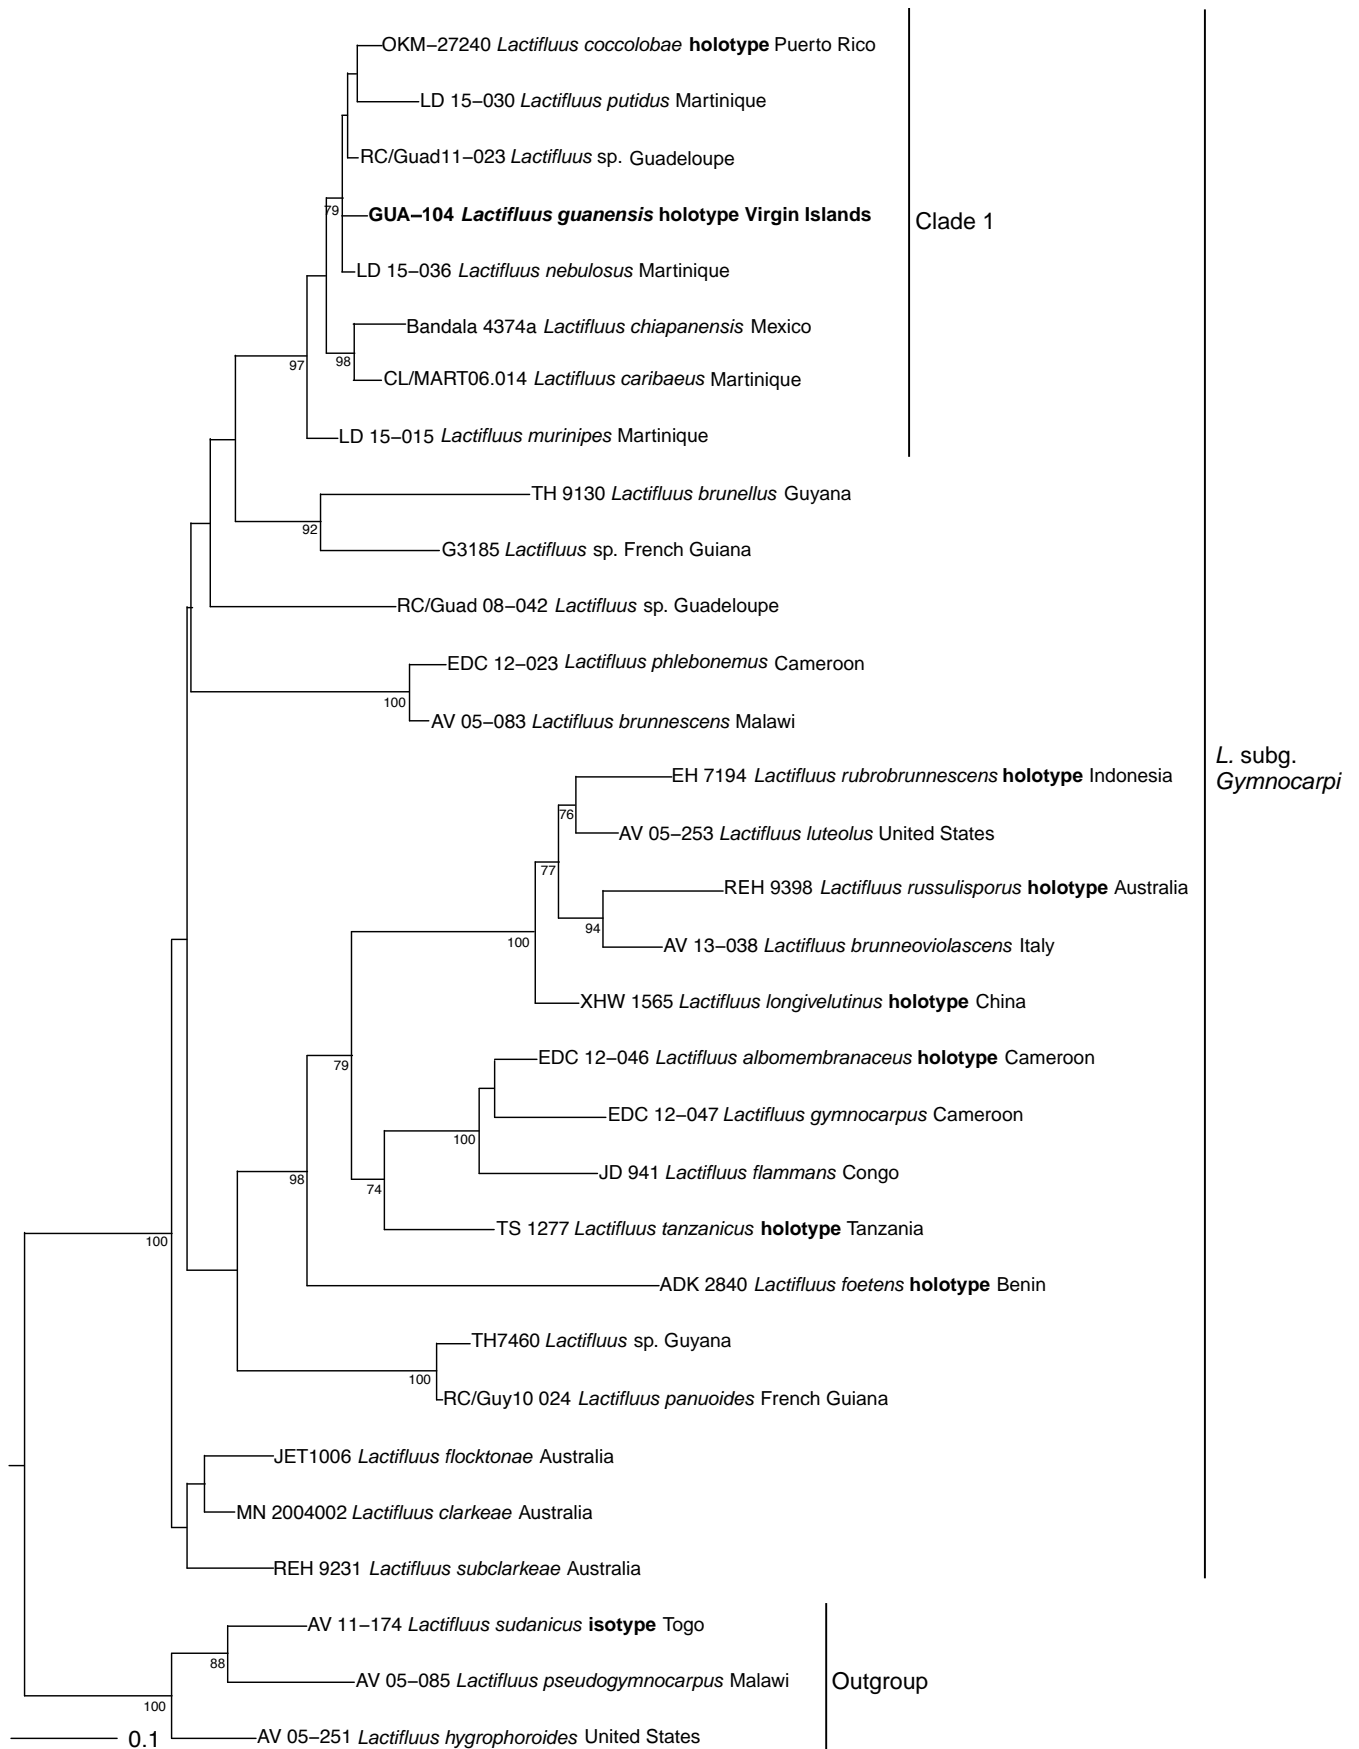 OKM−27240 Lactifluus coccolobae holotype Puerto Rico
LD 15−030 Lactifluus putidus Martinique
RC/Guad11−023 Lactifluus sp. Guadeloupe
79
GUA−104 Lactifluus guanensis holotype Virgin Islands
Clade 1
LD 15−036 Lactifluus nebulosus Martinique
Bandala 4374a Lactifluus chiapanensis Mexico
97
98
CL/MART06.014 Lactifluus caribaeus Martinique
LD 15−015 Lactifluus murinipes Martinique
TH 9130 Lactifluus brunellus Guyana
92
G3185 Lactifluus sp. French Guiana
RC/Guad 08−042 Lactifluus sp. Guadeloupe
EDC 12−023 Lactifluus phlebonemus Cameroon
100
AV 05−083 Lactifluus brunnescens Malawi
L. subg.
Gymnocarpi
EH 7194 Lactifluus rubrobrunnescens holotype Indonesia
76
AV 05−253 Lactifluus luteolus United States
77
REH 9398 Lactifluus russulisporus holotype Australia
94
100
AV 13−038 Lactifluus brunneoviolascens Italy
XHW 1565 Lactifluus longivelutinus holotype China
EDC 12−046 Lactifluus albomembranaceus holotype Cameroon
79
EDC 12−047 Lactifluus gymnocarpus Cameroon
100
JD 941 Lactifluus flammans Congo
98
74
TS 1277 Lactifluus tanzanicus holotype Tanzania
100
ADK 2840 Lactifluus foetens holotype Benin
TH7460 Lactifluus sp. Guyana
100
RC/Guy10 024 Lactifluus panuoides French Guiana
JET1006 Lactifluus flocktonae Australia
MN 2004002 Lactifluus clarkeae Australia
REH 9231 Lactifluus subclarkeae Australia
AV 11−174 Lactifluus sudanicus isotype Togo
88
AV 05−085 Lactifluus pseudogymnocarpus Malawi
Outgroup
100
AV 05−251 Lactifluus hygrophoroides United States
0.1